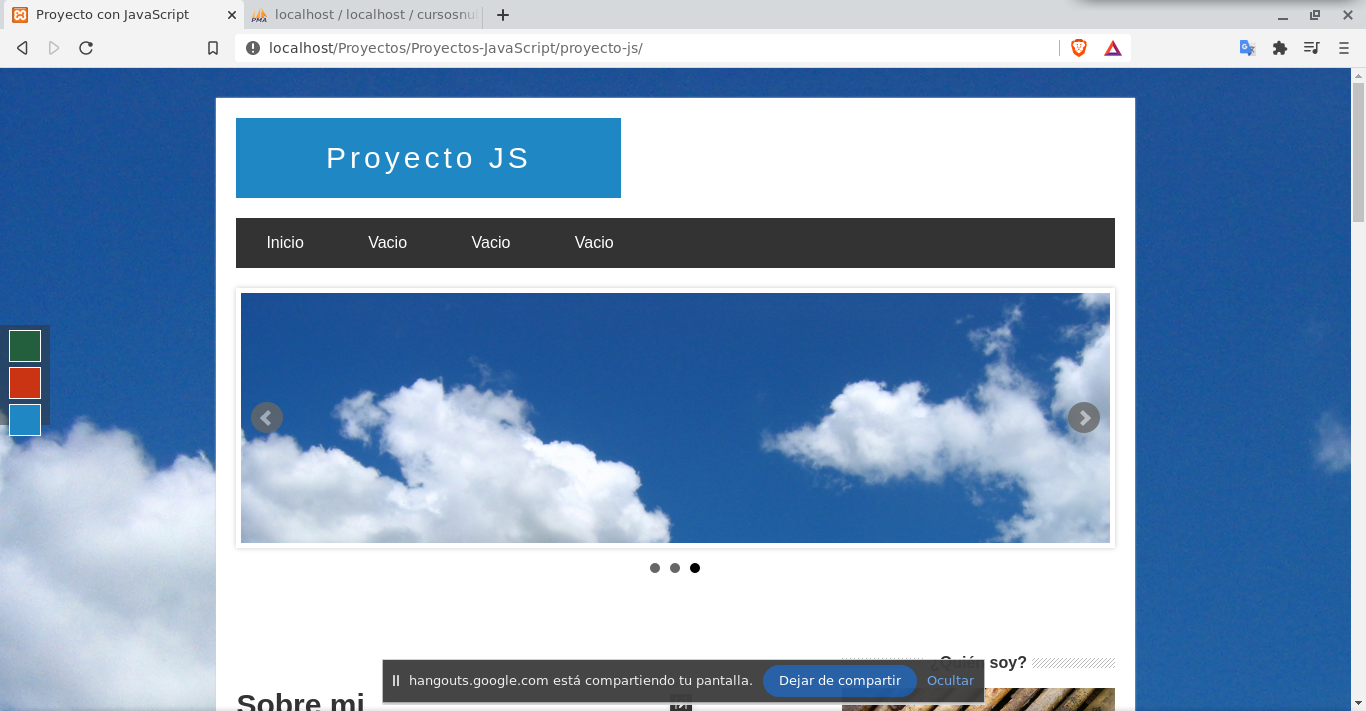 Proyecto con JavaScript
localhost / localhost / cursosnu
localhost/Proyectos/Proyectos-JavaScript/proyecto-js/
Proyecto JS
Inicio Vacio Vacio Vacio
¿Quién soy?
hangouts.google.com está compartiendo tu pantalla. Dejar de compartir Ocultar
Sobre mi